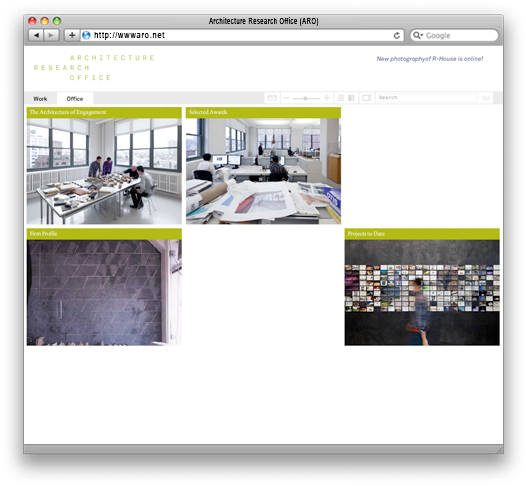 Architecture Research Office (ARO)
http://wwwaro.net
Google
ARCHITECTURE
RESEARCH
OFFICE
New photographyof R-House is online!
Work
Office
Search
The Architecture of Engagement
Selected Awards
Firm Profile
Projects to Date